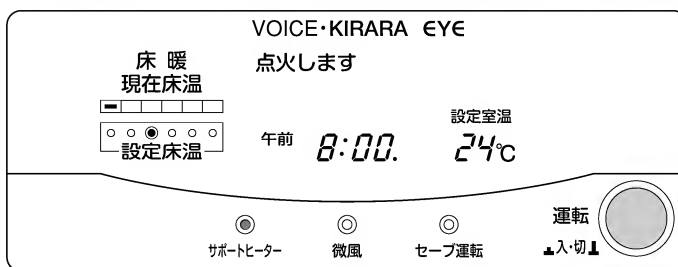 VOICE・KIRARA EYE
床暖
現在床温
点火します
設定床温
午前 8:00.
設定室温
24℃
サポートヒーター
微風
セーブ運転
運転
入・切